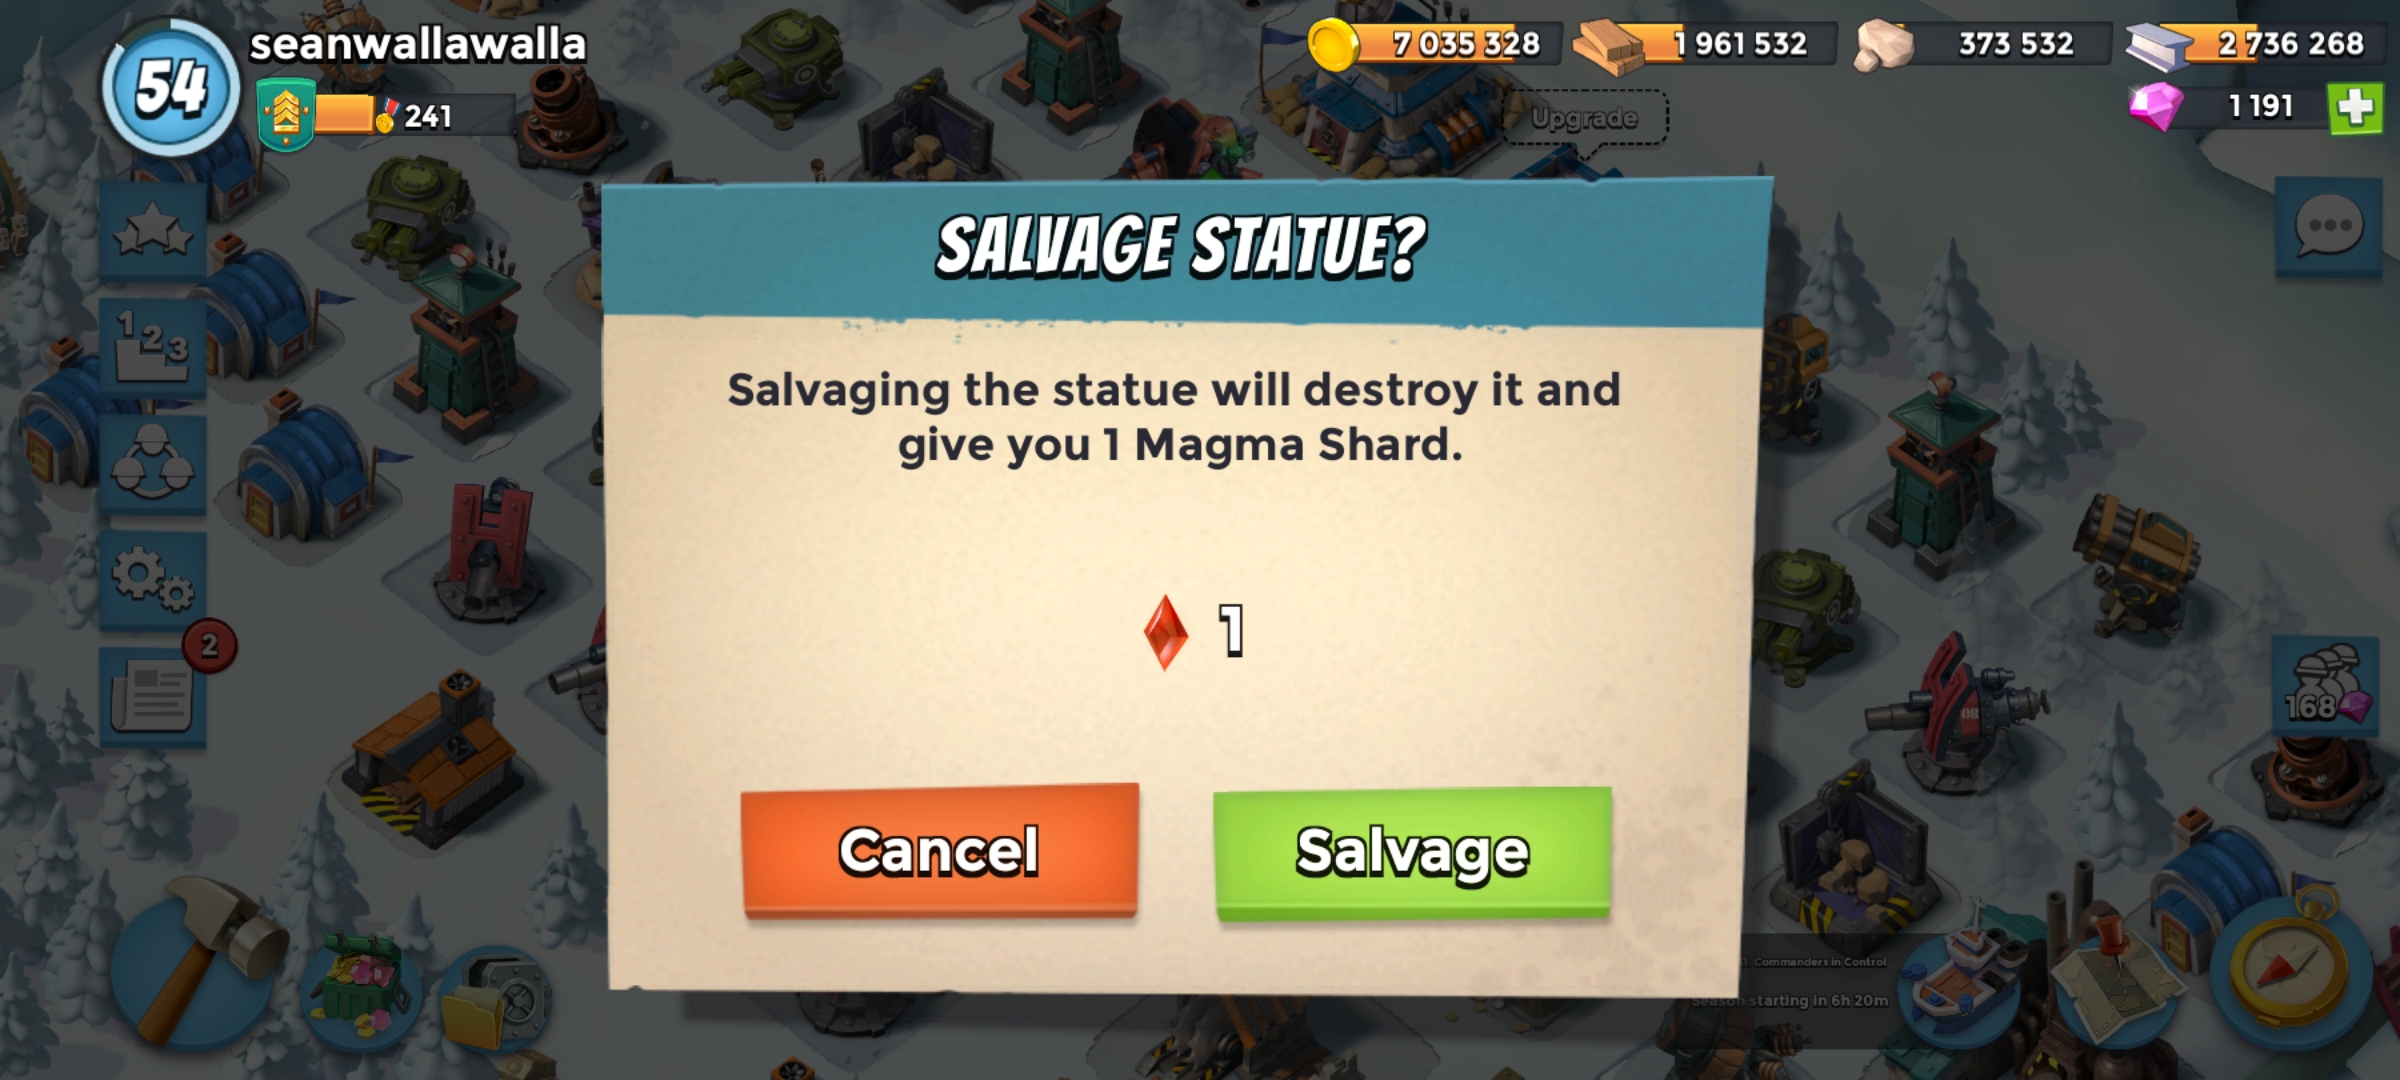 54
seanwallawalla
241
7 035 328
1 961 532
373 532
2 736 268
1 191
Upgrade
SALVAGE STATUE?
Salvaging the statue will destroy it and
give you 1 Magma Shard.
1
Cancel
Salvage
1 2 3
2
168
08
Commanders in Control
Season starting in 6h 20m